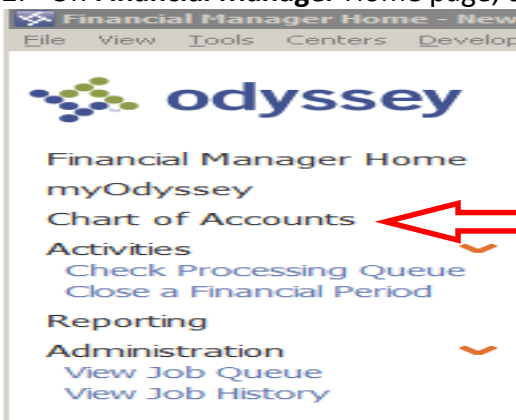 On Financial Manager Home page, c
Financial Manager Home - New
File View Tools Centers Develop
odyssey
Financial Manager Home
myOdyssey
Chart of Accounts
Activities
Check Processing Queue
Close a Financial Period
Reporting
Administration
View Job Queue
View Job History